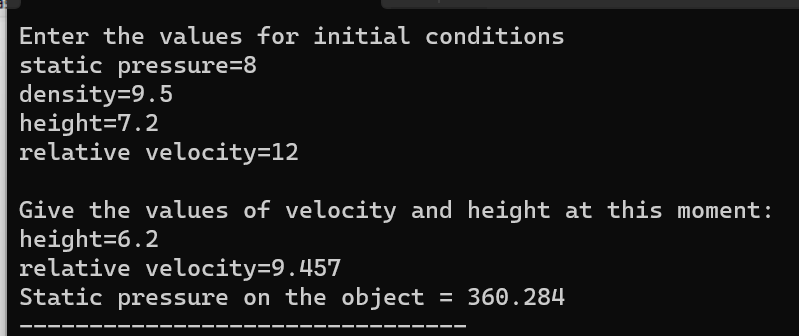 Enter the values for initial conditions
static pressure=8
density=9.5
height=7.2
relative velocity=12
Give the values of velocity and height at this moment:
height=6.2
relative velocity=9.457
Static pressure on the object = 360.284
--------------------------------